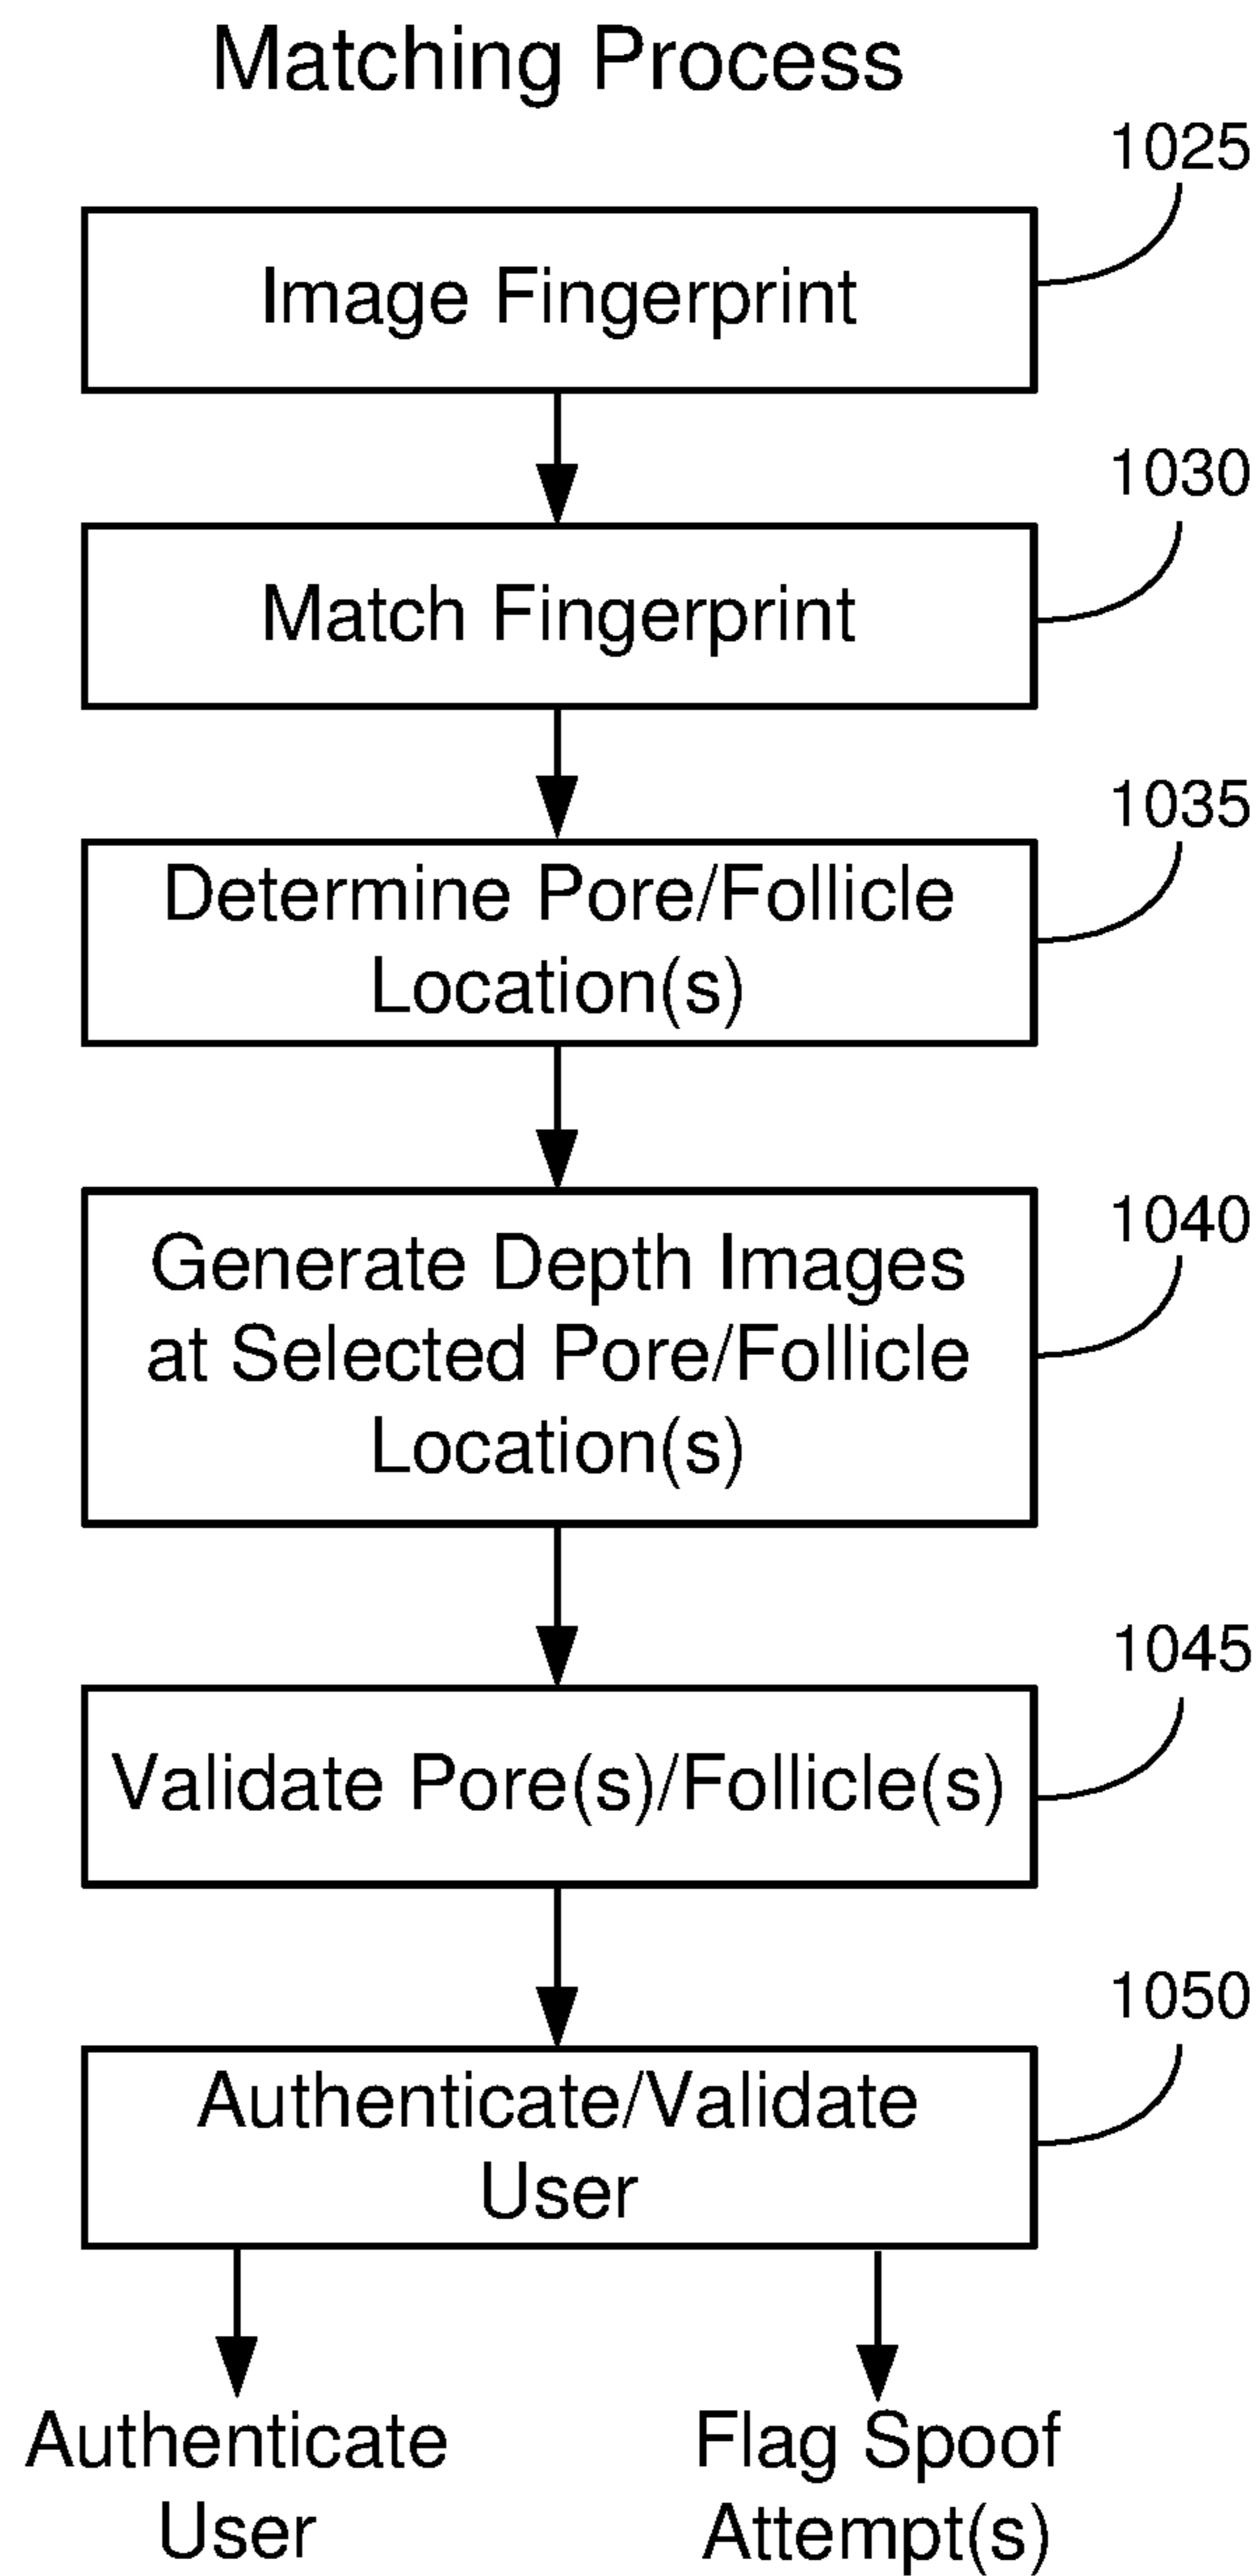 Matching Process
1025
Image Fingerprint
1030
Match Fingerprint
1035
Determine Pore/Follicle
Location(s)
1040
Generate Depth Images
at Selected Pore/Follicle
Location(s)
1045
Validate Pore(s)/Follicle(s)
1050
Authenticate/Validate
User
Authenticate
User
Flag Spoof
Attempt(s)